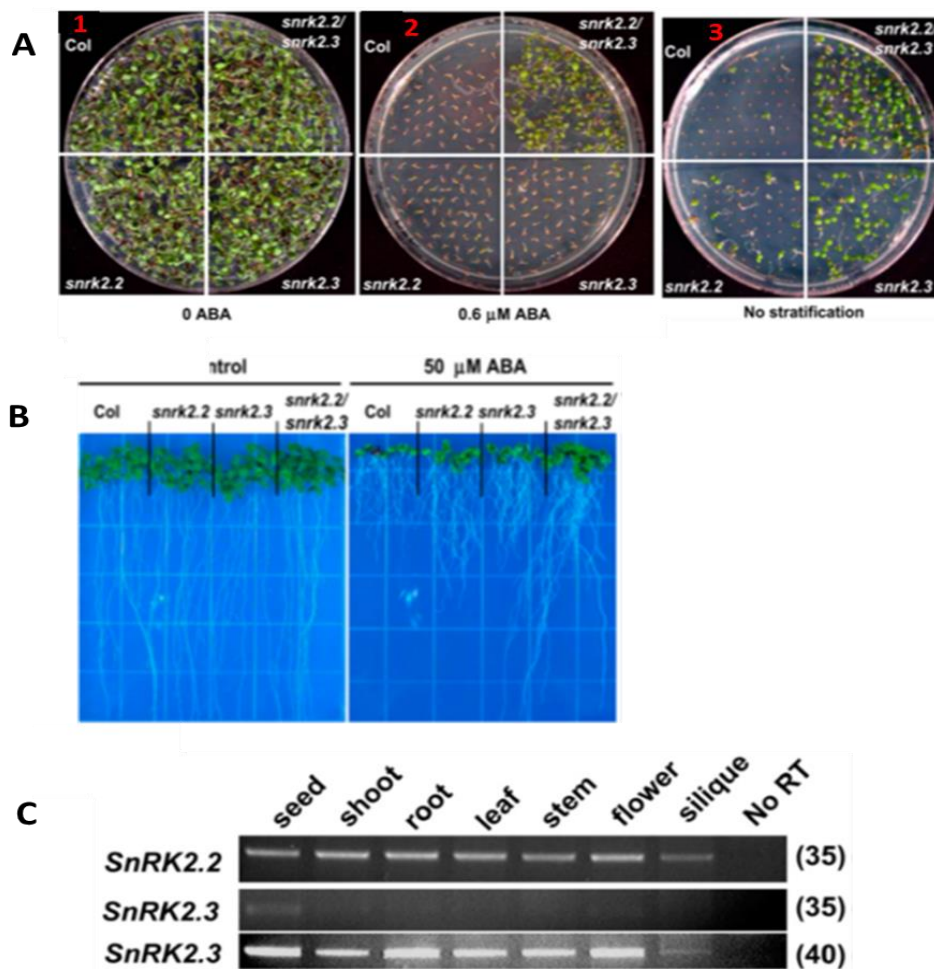 A
1
Col
snrk2.2/
snrk2.3
snrk2.2
snrk2.3
0 ABA
2
Col
snrk2.2/
snrk2.3
snrk2.2
snrk2.3
0.6 µM ABA
3
Col
snrk2.2/
snrk2.3
snrk2.2
snrk2.3
No stratification
B
ntrol
Col snrk2.2 snrk2.3 snrk2.2/
snrk2.3
50 µM ABA
Col snrk2.2 snrk2.3 snrk2.2/
snrk2.3
C
seed shoot root leaf stem flower silique No RT
SnRK2.2 (35)
SnRK2.3 (35)
SnRK2.3 (40)